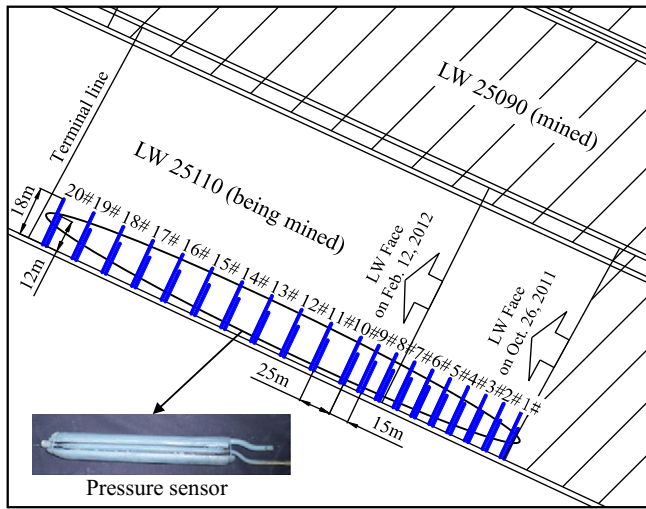 LW 25090 (mined)
Terminal line
LW 25110 (being mined)
18m
20#19# 18# 17# 16# 15# 14# 13# 12# 11# 10# 9# 8# 7# 6# 5# 4# 3# 2# 1#
12m
LW Face
on Feb. 12, 2012
LW Face
on Oct. 26, 2011
25m
15m
Pressure sensor